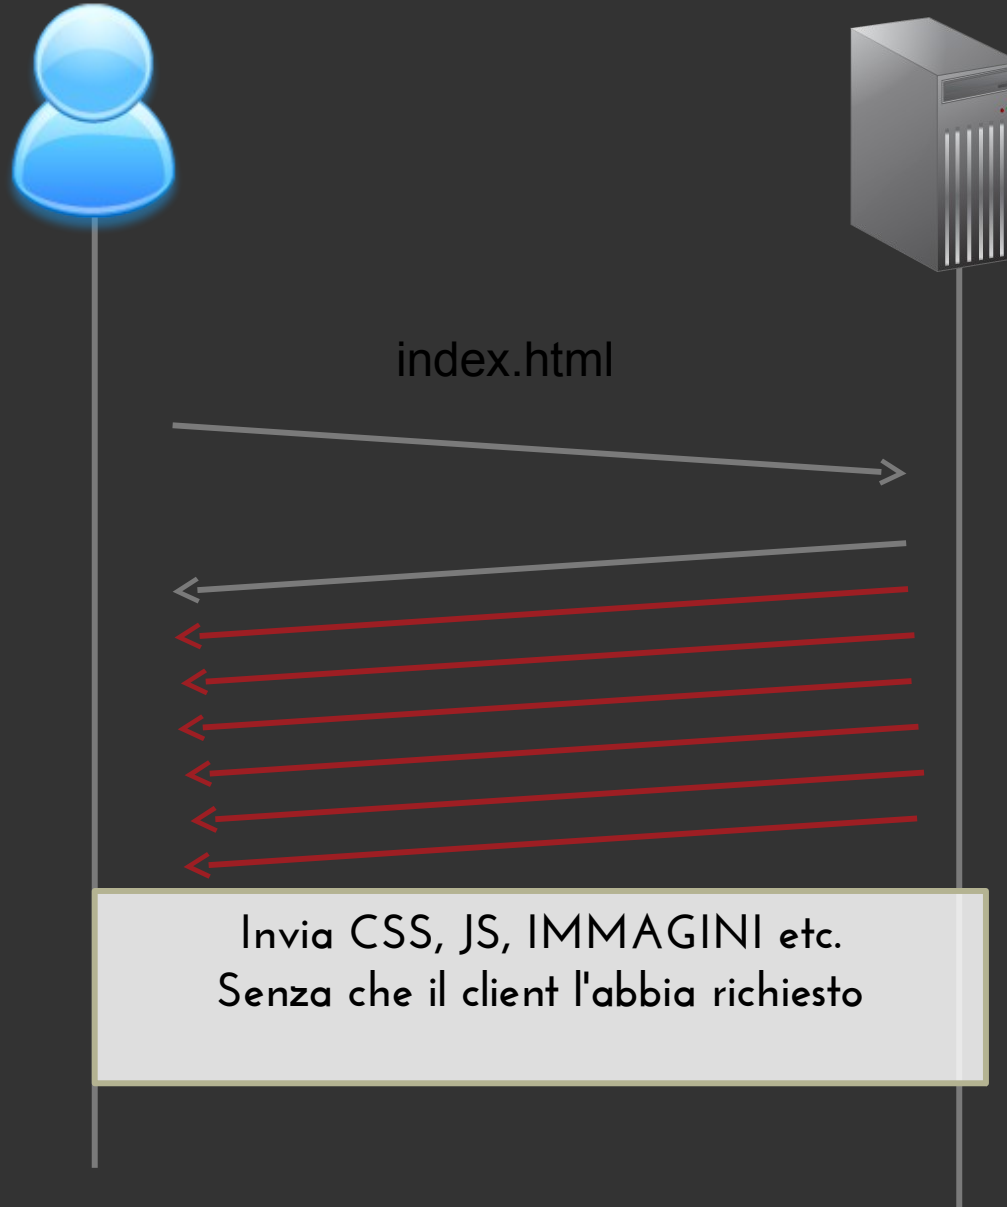 index.html
Invia CSS, JS, IMMAGINI etc.
Senza che il client l'abbia richiesto